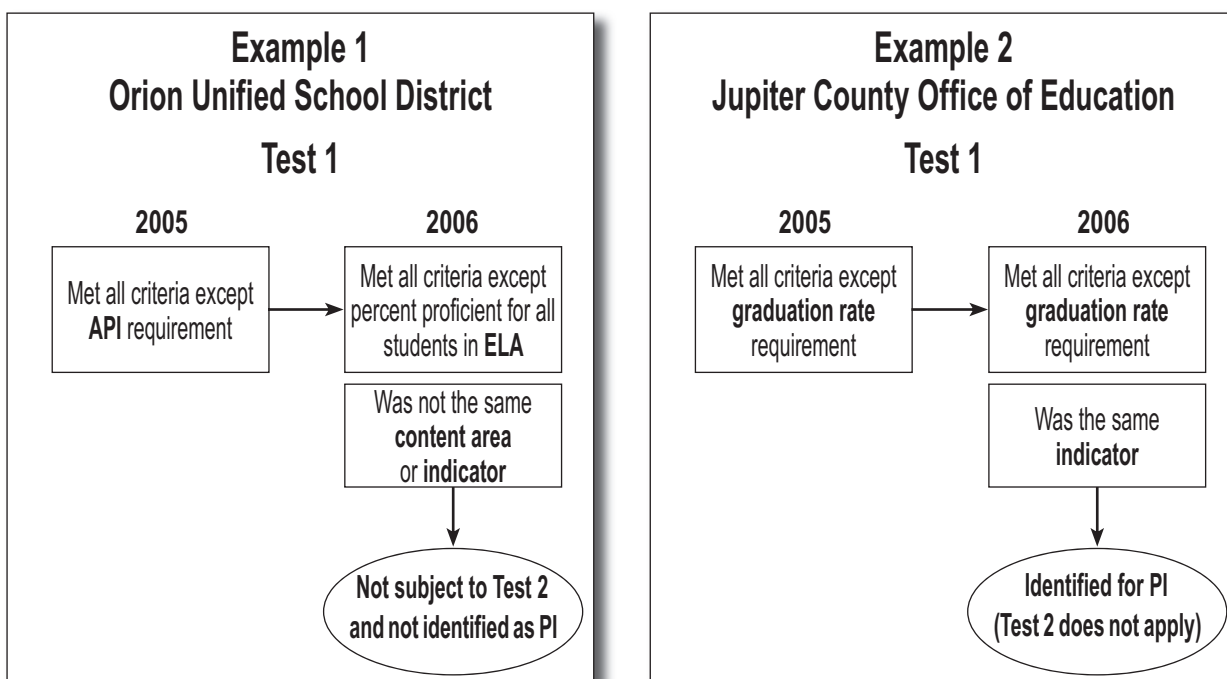 Example 1
Orion Unified School District
Test 1
2005
2006
Met all criteria except
API requirement
Met all criteria except
percent proficient for all
students in ELA
Was not the same
content area
or indicator
Not subject to Test 2
and not identified as PI
Example 2
Jupiter County Office of Education
Test 1
2005
2006
Met all criteria except
graduation rate
requirement
Met all criteria except
graduation rate
requirement
Was the same
indicator
Identified for PI
(Test 2 does not apply)